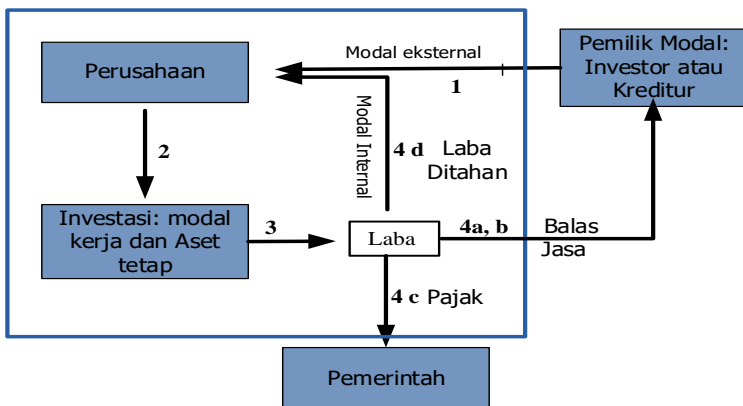 Modal eksternal
1
Pemilik Modal:
Investor atau
Kreditur
Perusahaan
2
Modal Internal
4 d Laba
Ditahan
Investasi: modal
kerja dan Aset
tetap
3
Laba
4a, b
Balas
Jasa
4 c Pajak
Pemerintah